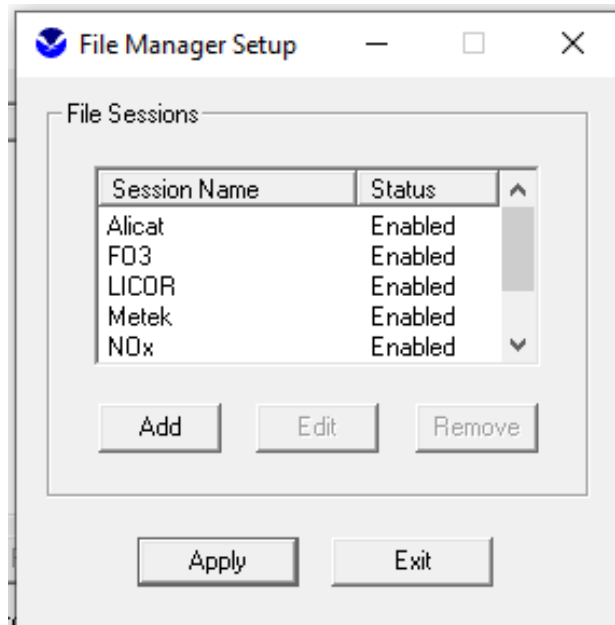 File Manager Setup
File Sessions
Session Name Status
Alicat Enabled
FO3 Enabled
LICOR Enabled
Metek Enabled
NOx Enabled
Add Edit Remove
Apply Exit